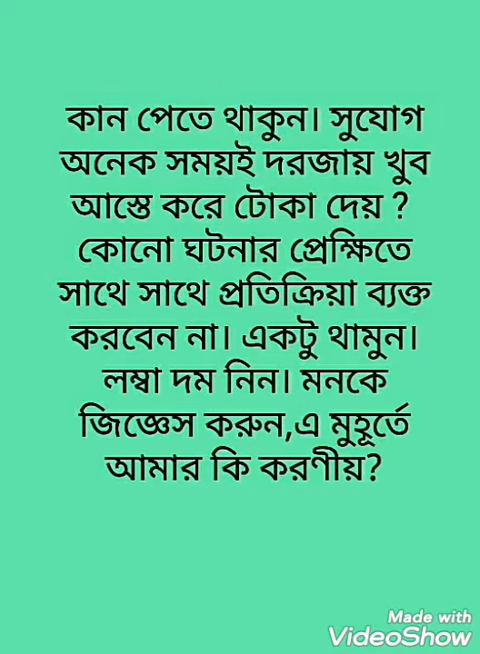 কান পেতে থাকুন। সুযোগ
অনেক সময়ই দরজায় খুব
আস্তে করে টোকা দেয় ?
কোনো ঘটনার প্রেক্ষিতে
সাথে সাথে প্রতিক্রিয়া ব্যক্ত
করবেন না। একটু থামুন।
লম্বা দম নিন। মনকে
জিজ্ঞেস করুন,এ মুহূর্তে
আমার কি করণীয়?
Made with
VideoShow